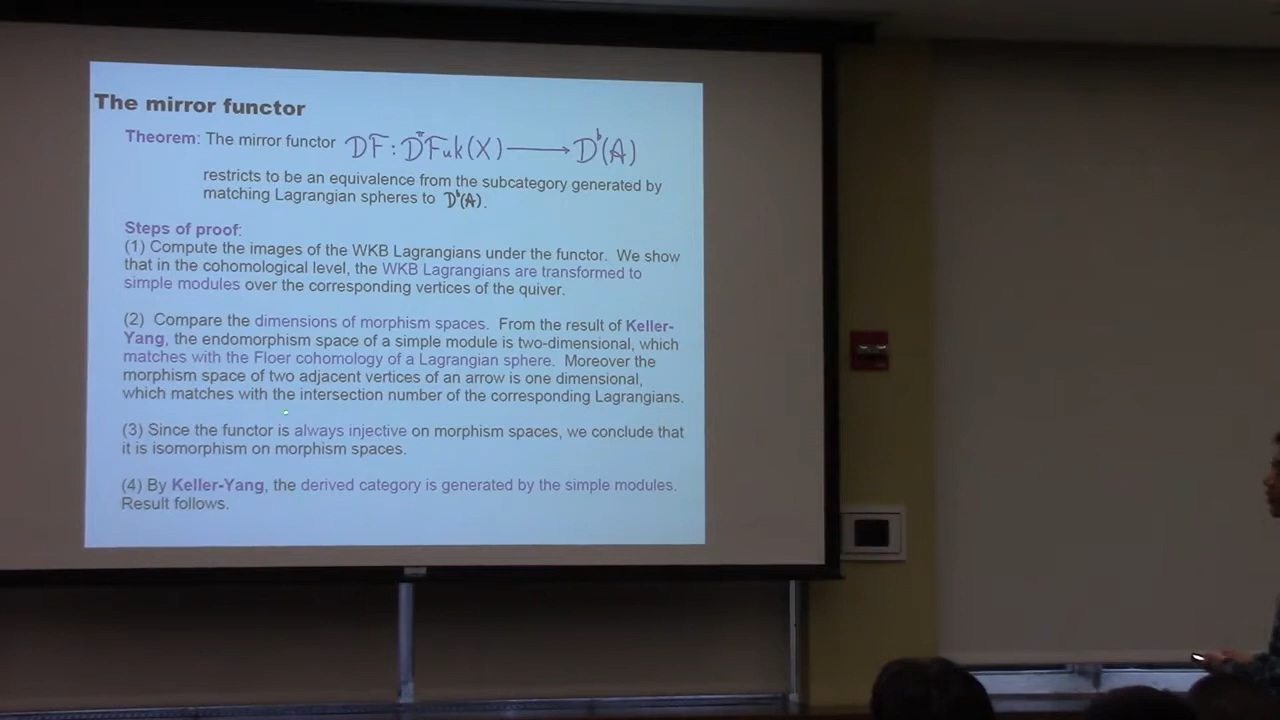 The mirror functor
Theorem: The mirror functor DF : D^π Fuk(X) ⟶ D^b(A)
restricts to be an equivalence from the subcategory generated by
matching Lagrangian spheres to D^b(A).
Steps of proof:
(1) Compute the images of the WKB Lagrangians under the functor. We show
that in the cohomological level, the WKB Lagrangians are transformed to
simple modules over the corresponding vertices of the quiver.
(2) Compare the dimensions of morphism spaces. From the result of Keller-
Yang, the endomorphism space of a simple module is two-dimensional, which
matches with the Floer cohomology of a Lagrangian sphere. Moreover the
morphism space of two adjacent vertices of an arrow is one dimensional,
which matches with the intersection number of the corresponding Lagrangians.
(3) Since the functor is always injective on morphism spaces, we conclude that
it is isomorphism on morphism spaces.
(4) By Keller-Yang, the derived category is generated by the simple modules.
Result follows.